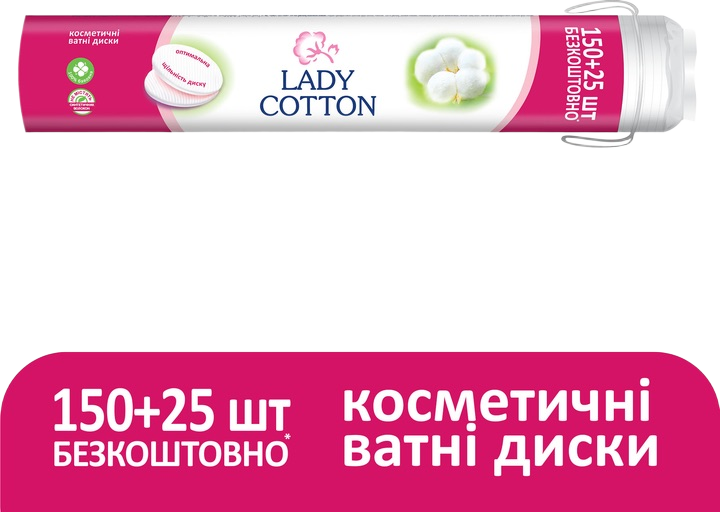 косметичні
ватні диски
оптимальна
щільність диску
LADY
COTTON
150+25 шт
БЕЗКОШТОВНО*
150+25 шт
БЕЗКОШТОВНО*
косметичні
ватні диски